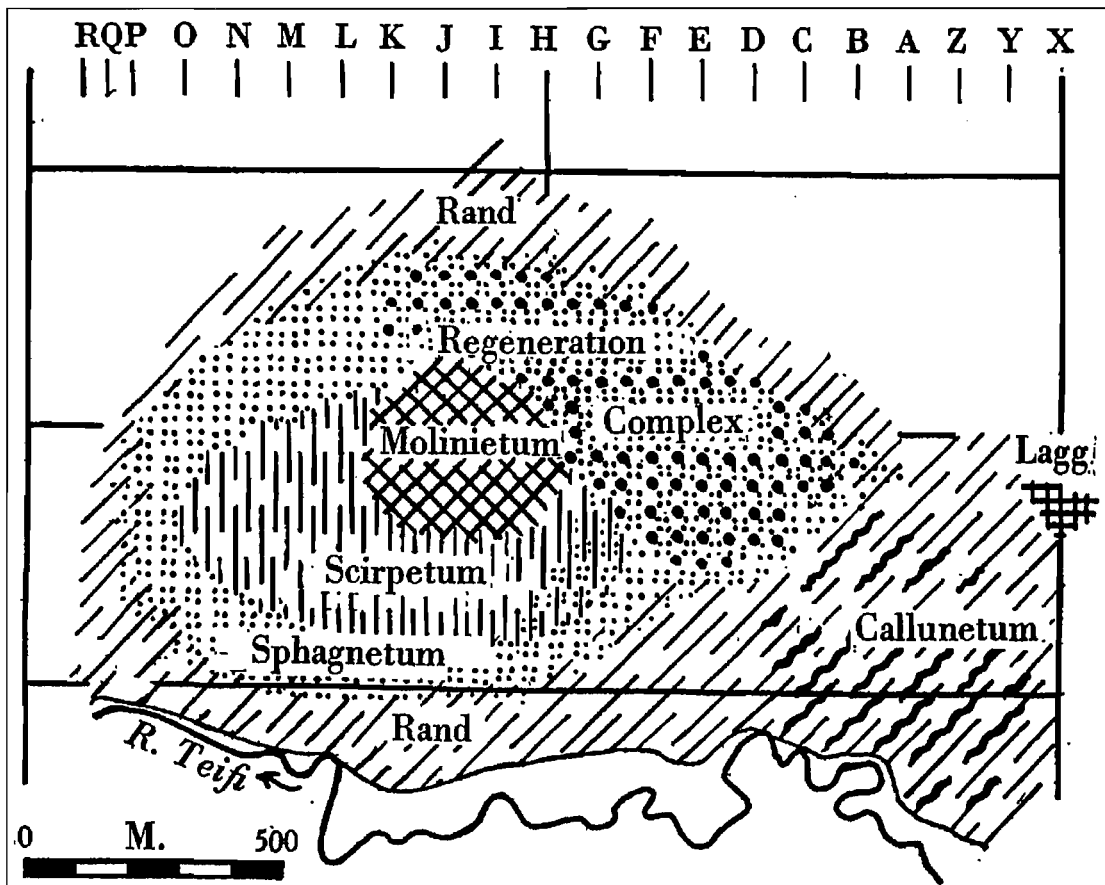 R Q P O N M L K J I H G F E D C B A Z Y X
Rand
Regeneration
Complex
Molinietum
Lagg
Scirpetum
Callunetum
Sphagnetum
Rand
R. Teifi
0 M. 500